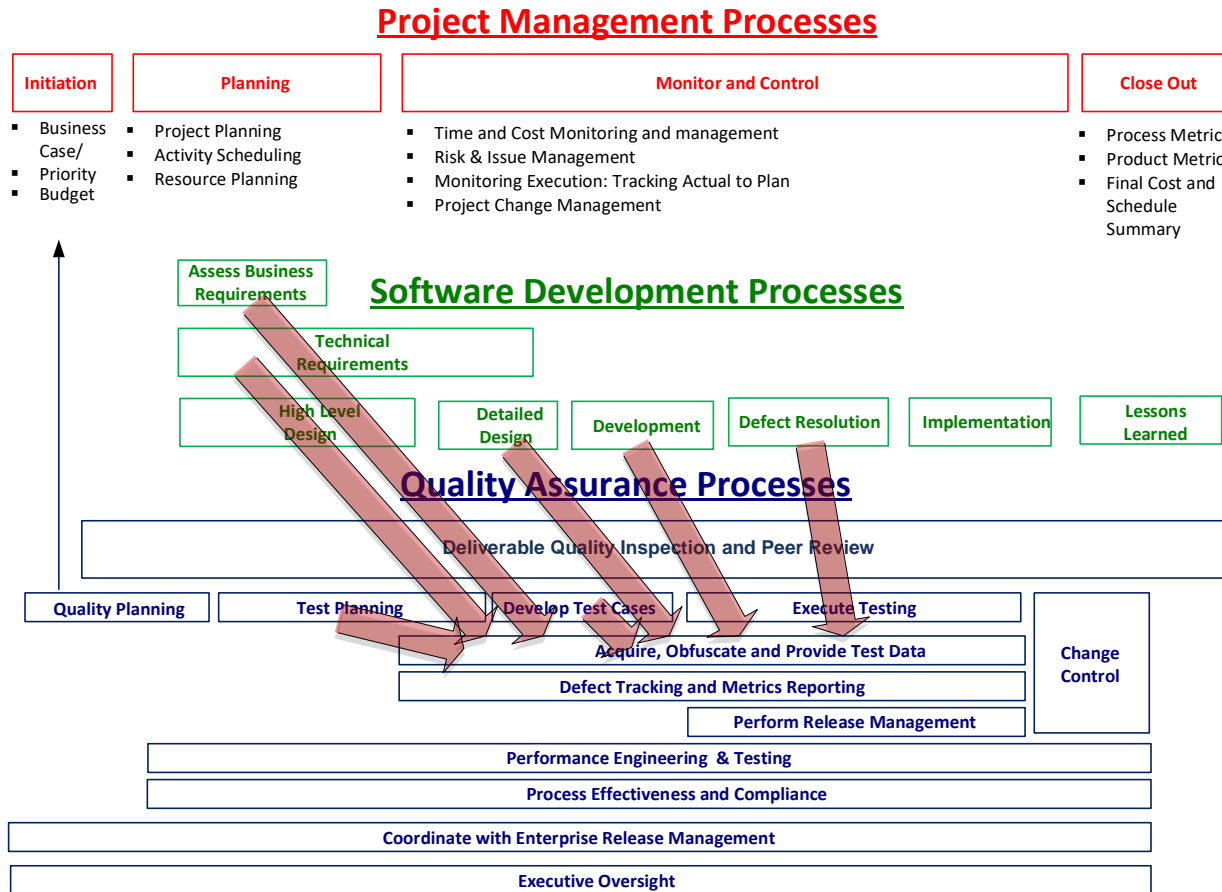 Project Management Processes
Initiation
Planning
Monitor and Control
Close Out
▪ Business
Case/
▪ Priority
▪ Budget
▪ Project Planning
▪ Activity Scheduling
▪ Resource Planning
▪ Time and Cost Monitoring and management
▪ Risk & Issue Management
▪ Monitoring Execution: Tracking Actual to Plan
▪ Project Change Management
▪ Process Metric
▪ Product Metric
▪ Final Cost and
Schedule
Summary
Assess Business
Requirements
Software Development Processes
Technical
Requirements
High Level
Design
Detailed
Design
Development
Defect Resolution
Implementation
Lessons
Learned
Quality Assurance Processes
Deliverable Quality Inspection and Peer Review
Quality Planning
Test Planning
Develop Test Cases
Execute Testing
Acquire, Obfuscate and Provide Test Data
Change
Control
Defect Tracking and Metrics Reporting
Perform Release Management
Performance Engineering & Testing
Process Effectiveness and Compliance
Coordinate with Enterprise Release Management
Executive Oversight